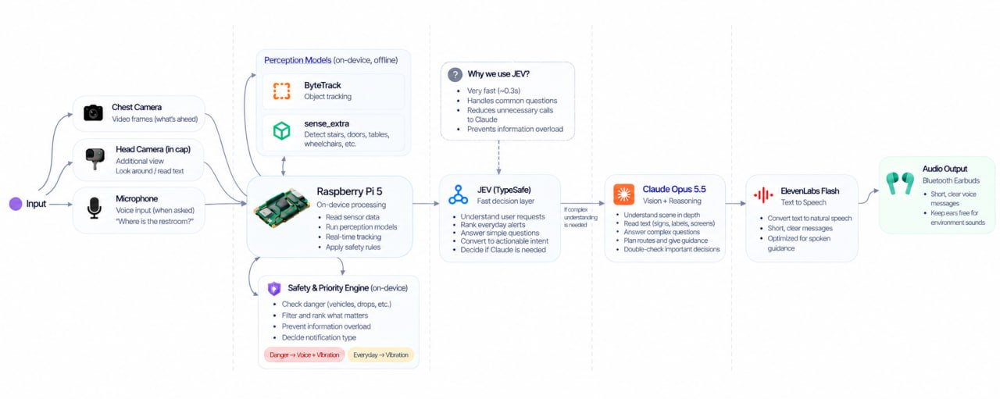 Input
Chest Camera
Video frames (what's aheed)
Head Camera (in cap)
Additional view
Look around / read text
Microphone
Voice input (when asked)
"Where is the restroom?"
Perception Models (on-device, offline)
ByteTrack
Object tracking
sense_extra
Detect stairs, doors, tables,
wheelchairs, etc.
Raspberry Pi 5
On-device processing
• Read sensor data
• Run perception models
• Real-time tracking
• Apply safety rules
Safety & Priority Engine (on-device)
• Check danger (vehicles, drops, etc.)
• Filter and rank what matters
• Prevent information overload
• Decide notification type
Danger → Voice + Vibration
Everyday → Vibration
?
Why we use JEV?
• Very fast (~0.3s)
• Handles common questions
• Reduces unnecessary calls
to Claude
• Prevents information overload
JEV (TypeSafe)
Fast decision layer
• Understand user requests
• Rank everyday alerts
• Answer simple questions
• Convert to actionable intent
• Decide if Claude is needed
If complex
understanding
is needed
Claude Opus 5.5
Vision + Reasoning
• Understand scene in depth
• Read text (signs, labels, screens)
• Answer complex questions
• Plan routes and give guidance
• Double-check important decisions
ElevenLabs Flash
Text to Speech
• Convert text to natural speech
• Short, clear messages
• Optimized for spoken
guidance
Audio Output
Bluetooth Earbuds
• Short, clear voice
messages
• Keep ears free for
environment sounds